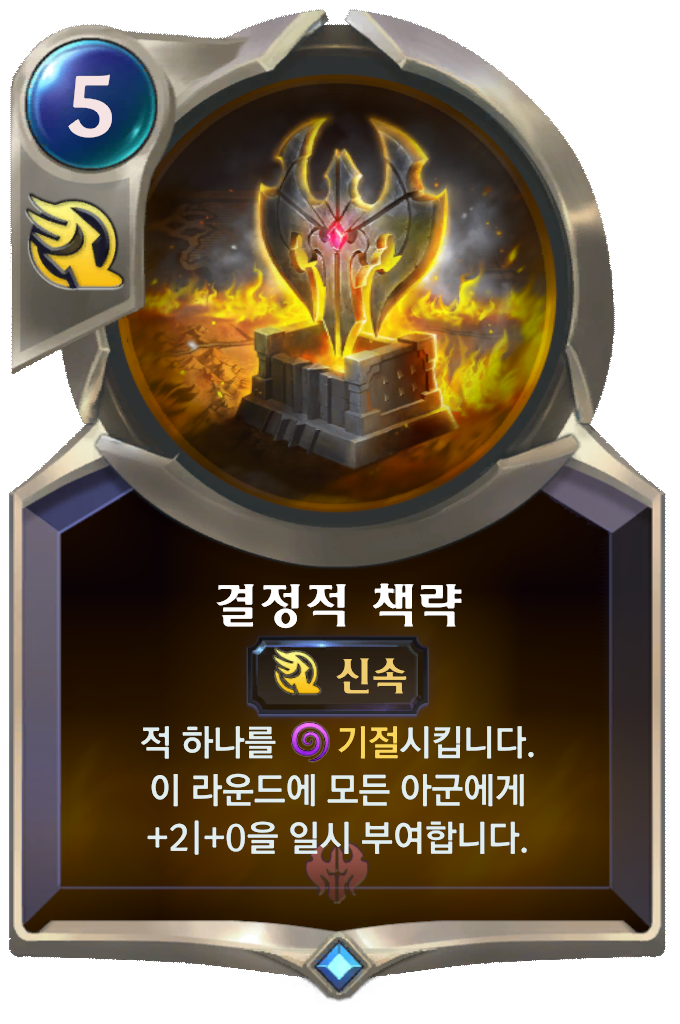 5
결정적 책략
신속
적 하나를 기절시킵니다.
이 라운드에 모든 아군에게
+2|+0을 일시 부여합니다.